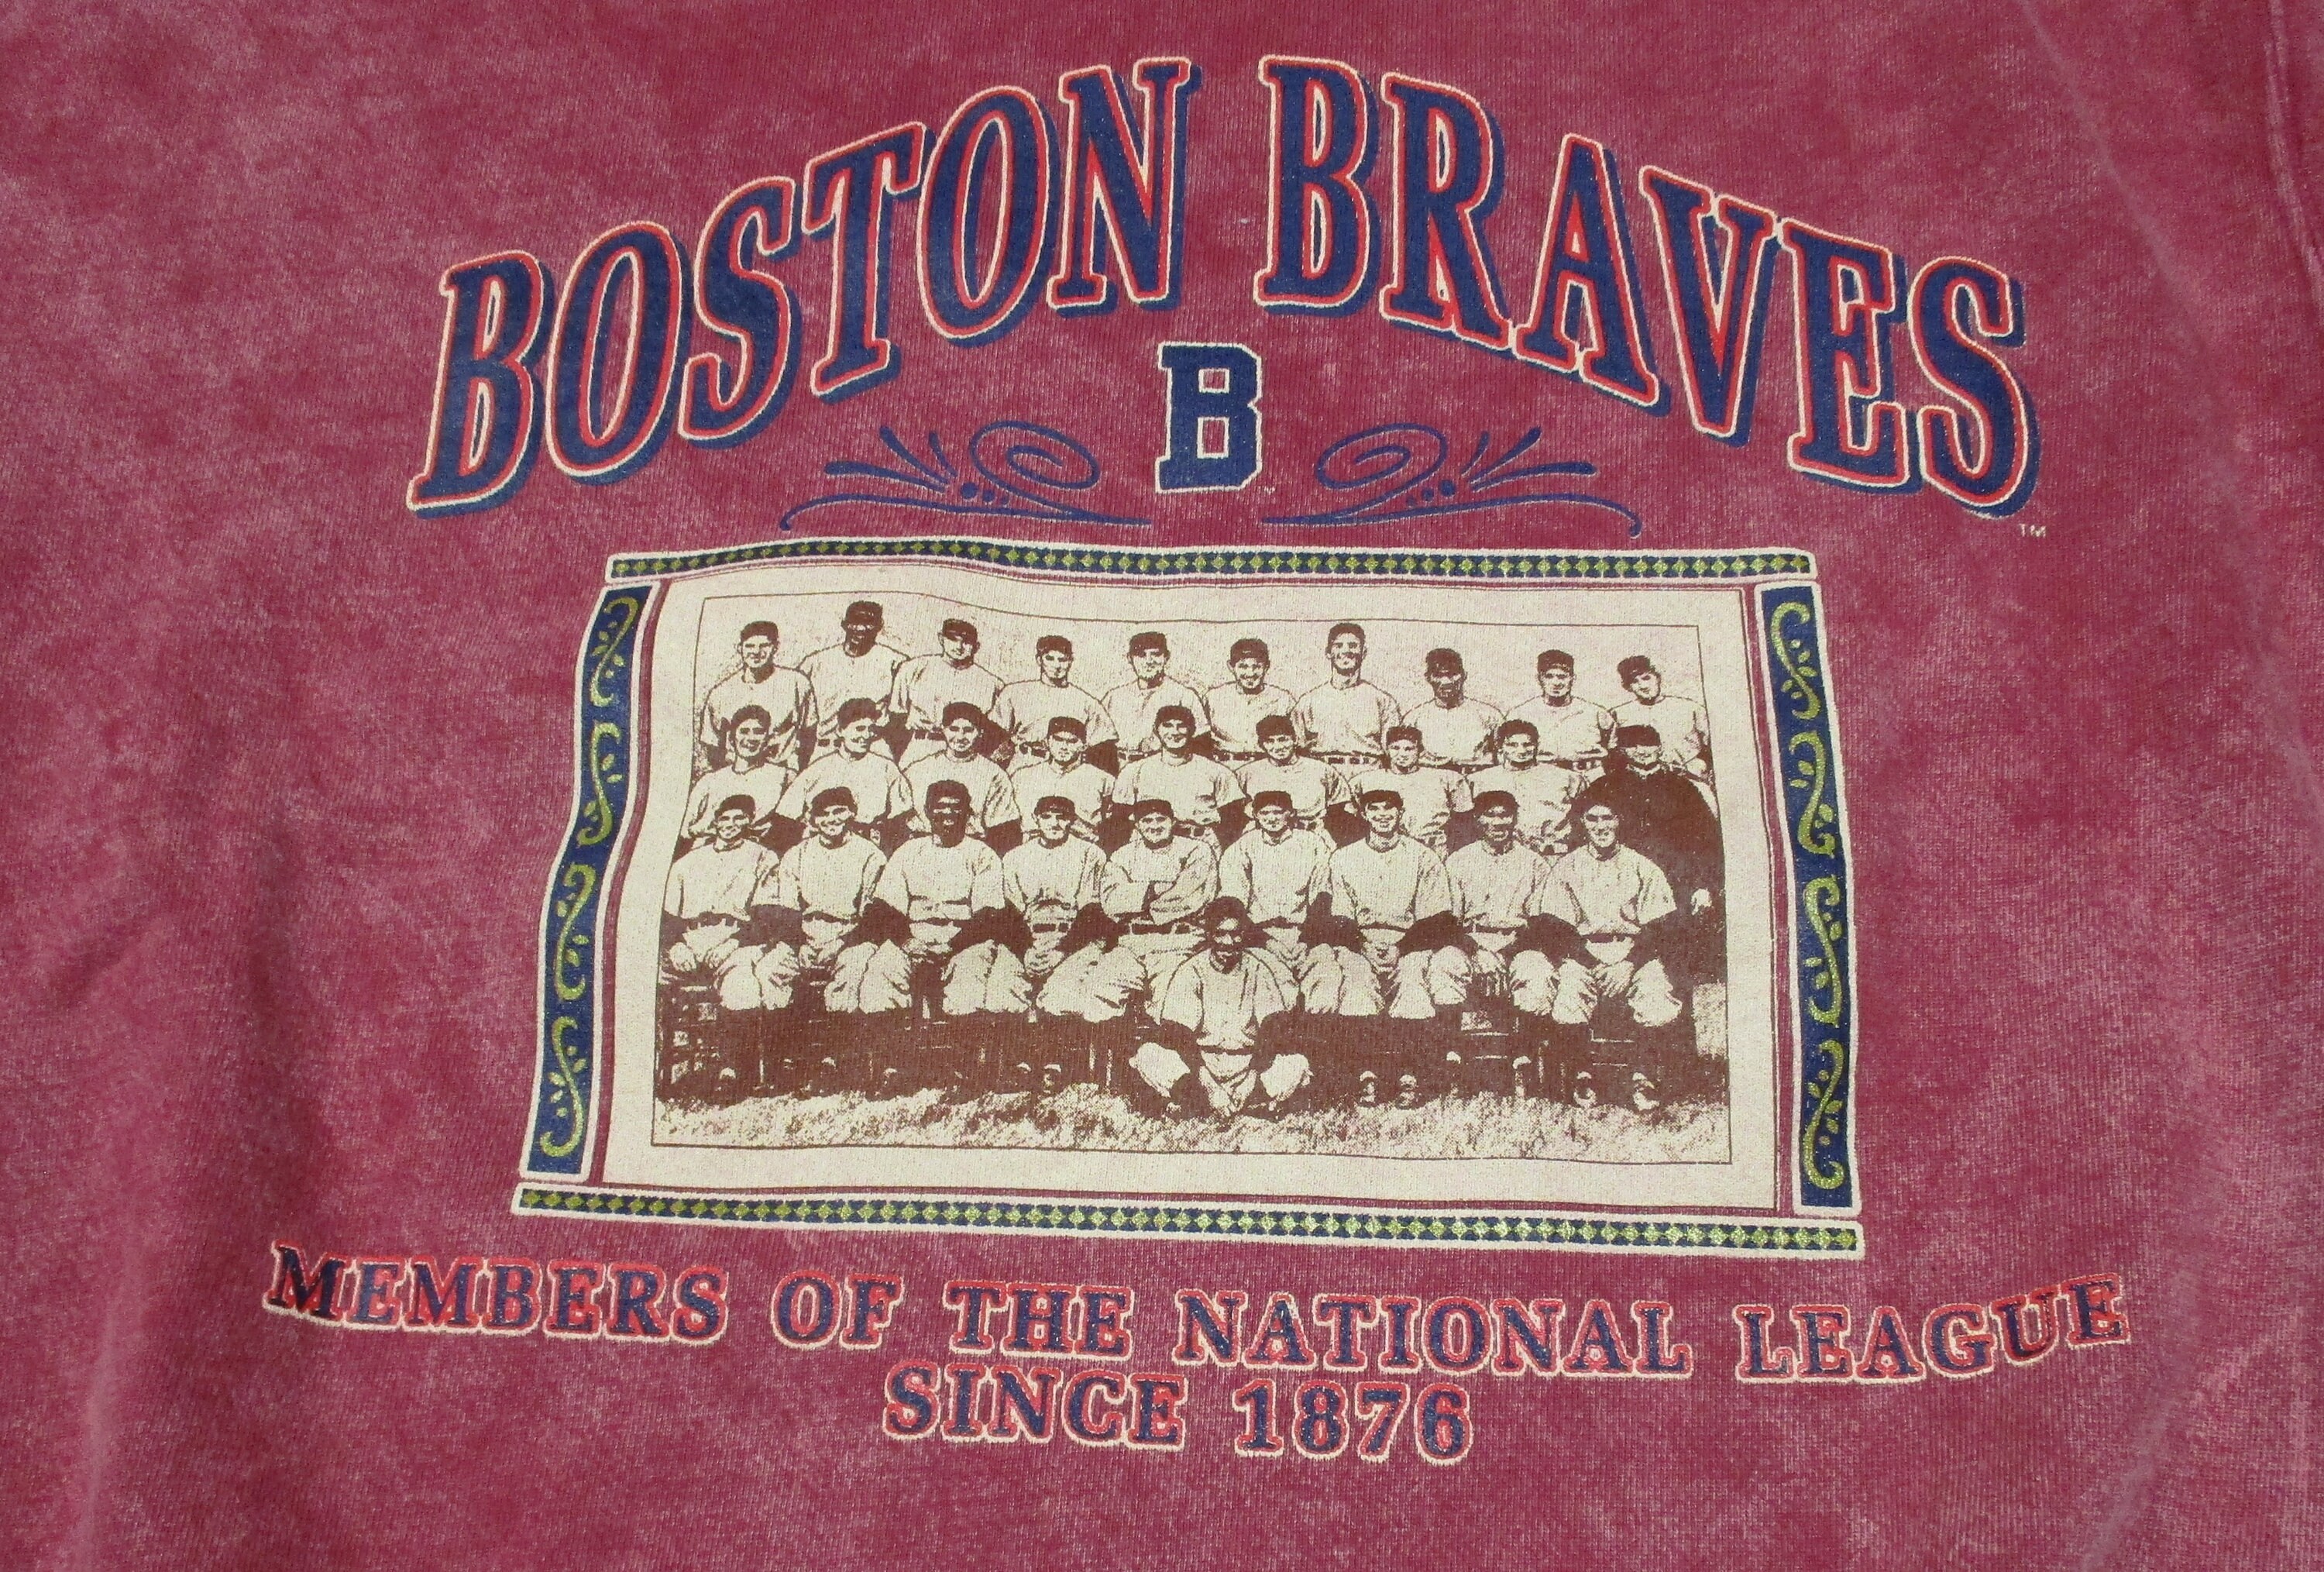 BOSTON BRAVES
TM
B
MEMBERS OF THE NATIONAL LEAGUE
SINCE 1876